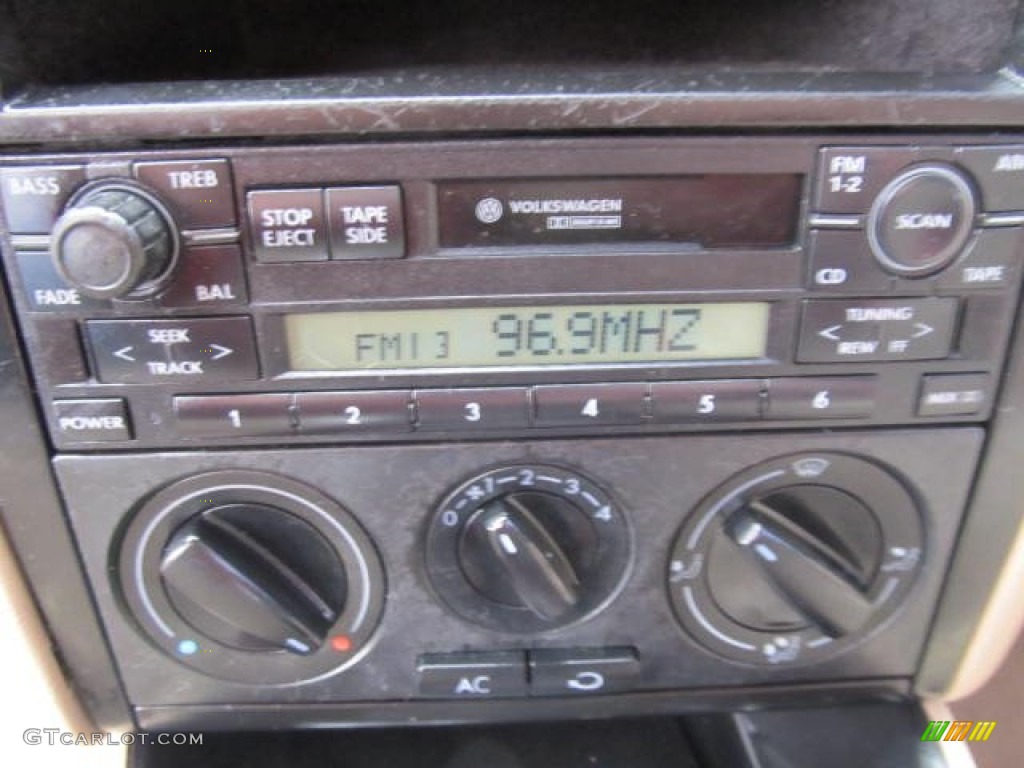 BASS
TREB
FADE
BAL
STOP
EJECT
TAPE
SIDE
VOLKSWAGEN
FM
1-2
SCAN
CD
TAPE
SEEK
TRACK
FM1 3 96.9MHZ
TUNING
REW FF
POWER
1 2 3 4 5 6
0 1 2 3 4
AC
GTCARLOT.COM